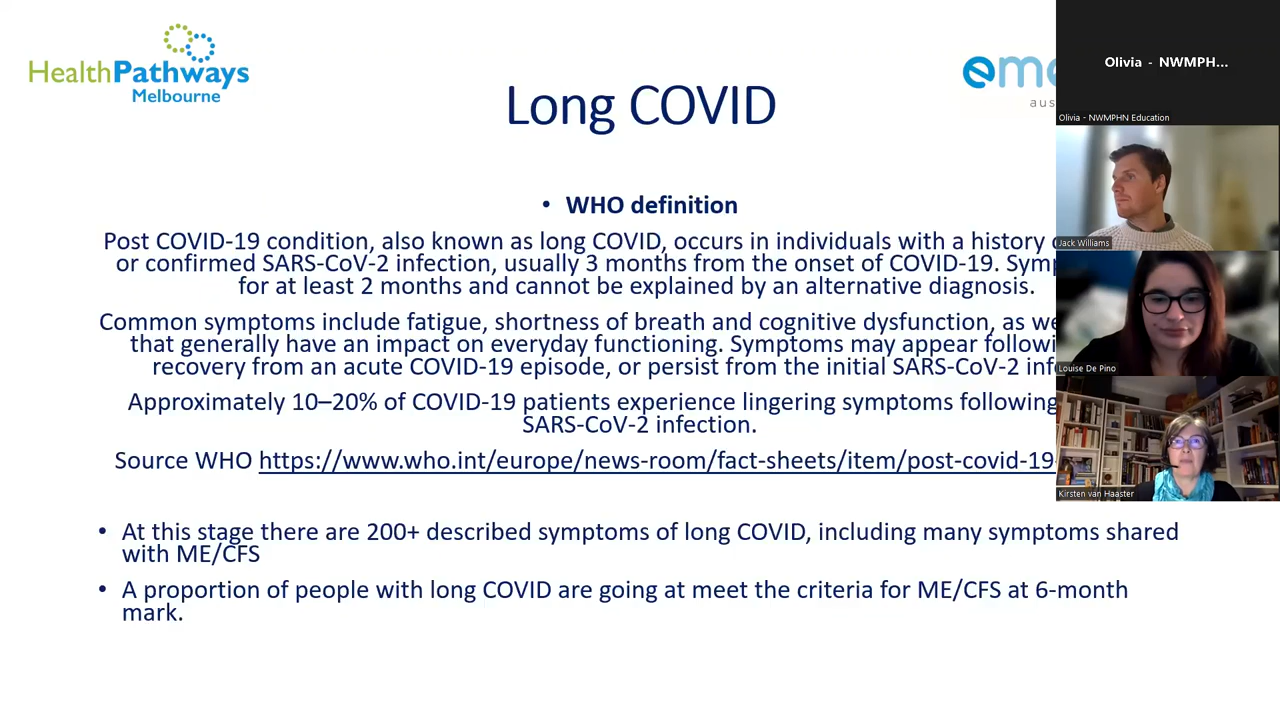 HealthPathways
Melbourne
Long COVID
• WHO definition
Post COVID-19 condition, also known as long COVID, occurs in individuals with a history
or confirmed SARS-CoV-2 infection, usually 3 months from the onset of COVID-19.
for at least 2 months and cannot be explained by an alternative diagnosis.
Common symptoms include fatigue, shortness of breath and cognitive dysfunction, as
that generally have an impact on everyday functioning. Symptoms may appear
recovery from an acute COVID-19 episode, or persist from the initial SARS-CoV-2
Approximately 10–20% of COVID-19 patients experience lingering symptoms following
SARS-CoV-2 infection.
Source WHO https://www.who.int/europe/news-room/fact-sheets/item/post-covid-19-
• At this stage there are 200+ described symptoms of long COVID, including many symptoms shared
with ME/CFS
• A proportion of people with long COVID are going at meet the criteria for ME/CFS at 6-month
mark.
Olivia - NWMPH...
Olivia - NWMPHN Education
Jack Williams
Louise De Pino
Kirsten van Haaster